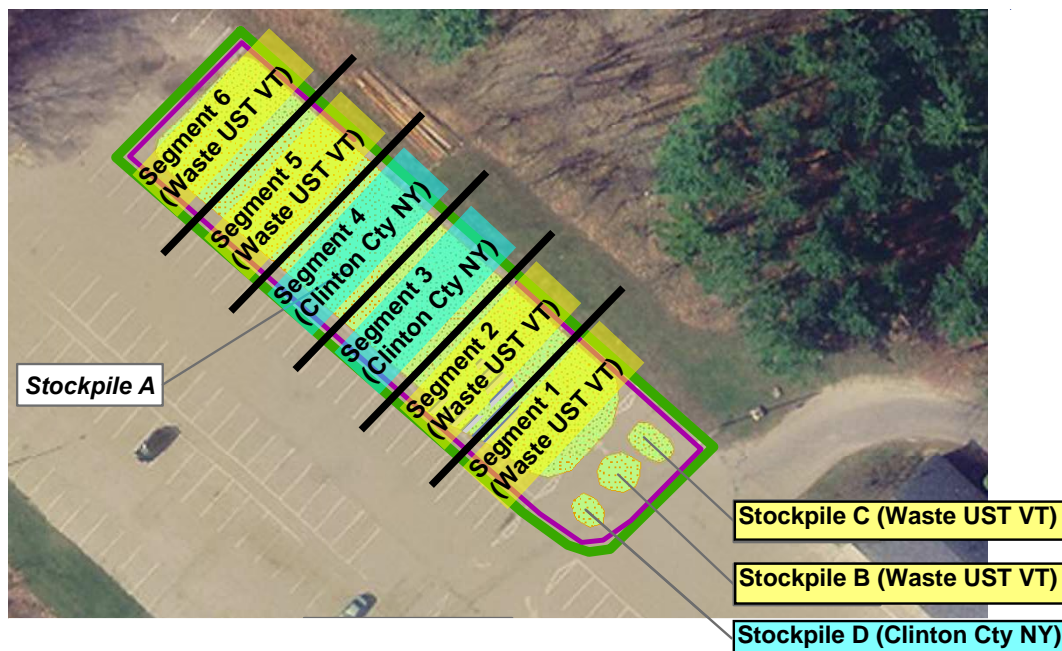 Segment 6
(Waste UST VT)
Segment 5
(Waste UST VT)
Segment 4
(Clinton Cty NY)
Segment 3
(Clinton Cty NY)
Segment 2
(Waste UST VT)
Segment 1
(Waste UST VT)
Stockpile A
Stockpile C (Waste UST VT)
Stockpile B (Waste UST VT)
Stockpile D (Clinton Cty NY)